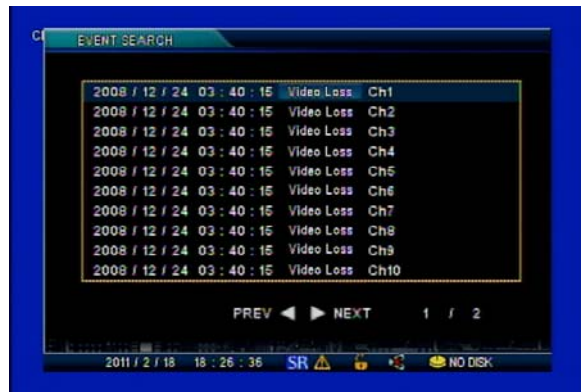 EVENT SEARCH
2008 / 12 / 24 03 : 40 : 15 Video Loss Ch1
2008 / 12 / 24 03 : 40 : 15 Video Loss Ch2
2008 / 12 / 24 03 : 40 : 15 Video Loss Ch3
2008 / 12 / 24 03 : 40 : 15 Video Loss Ch4
2008 / 12 / 24 03 : 40 : 15 Video Loss Ch5
2008 / 12 / 24 03 : 40 : 15 Video Loss Ch6
2008 / 12 / 24 03 : 40 : 15 Video Loss Ch7
2008 / 12 / 24 03 : 40 : 15 Video Loss Ch8
2008 / 12 / 24 03 : 40 : 15 Video Loss Ch9
2008 / 12 / 24 03 : 40 : 15 Video Loss Ch10
PREV NEXT 1 / 2
2011 / 2 / 18 18 : 26 : 36 SR NO DISK